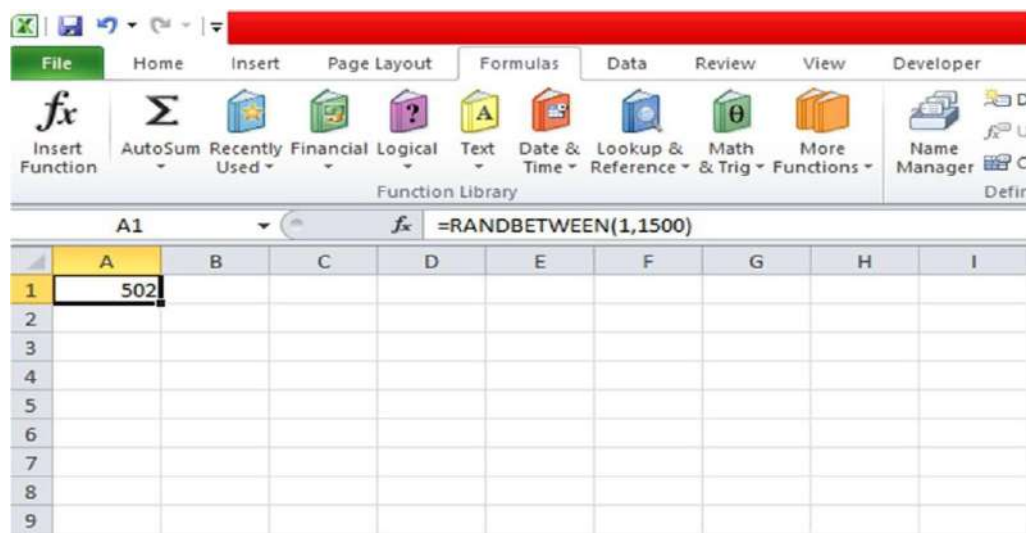 File Home Insert Page Layout Formulas Data Review View Developer
fx Σ ? A θ
Insert AutoSum Recently Financial Logical Text Date & Lookup & Math More Name
Function Used Time Reference & Trig Functions Manager
Function Library Defin
A1 fx =RANDBETWEEN(1,1500)
A B C D E F G H I
1 502
2
3
4
5
6
7
8
9